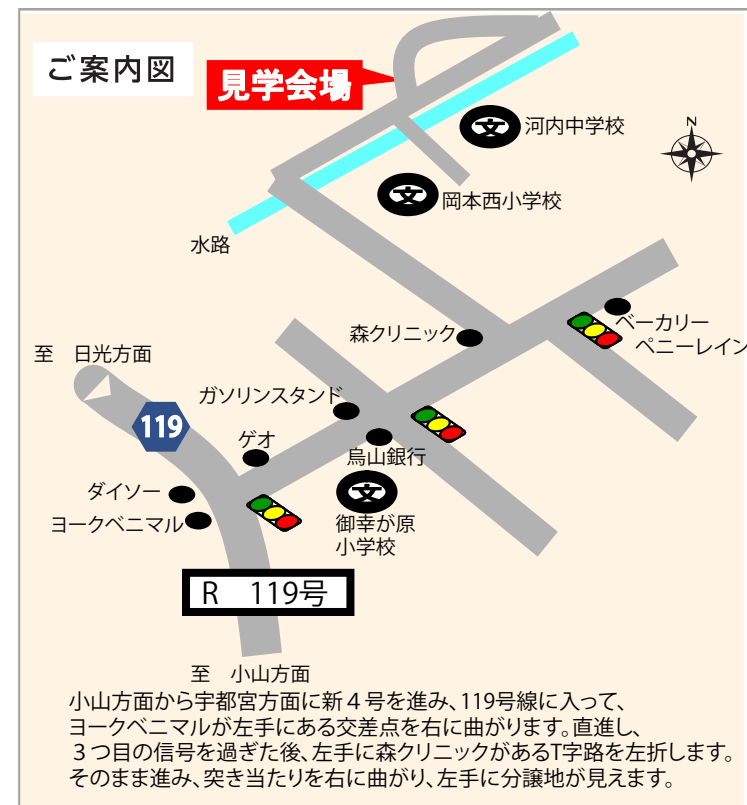 ご案内図
見学会場
文
河内中学校
N
文
岡本西小学校
水路
森クリニック
ベーカリー
ペニーレイン
至 日光方面
ガソリンスタンド
119
ゲオ
烏山銀行
ダイソー
文
ヨークベニマル
御幸が原
小学校
R 119号
至 小山方面
小山方面から宇都宮方面に新４号を進み、119号線に入って、
ヨークベニマルが左手にある交差点を右に曲がります。直進し、
３つ目の信号を過ぎた後、左手に森クリニックがあるT字路を左折します。
そのまま進み、突き当たりを右に曲がり、左手に分譲地が見えます。